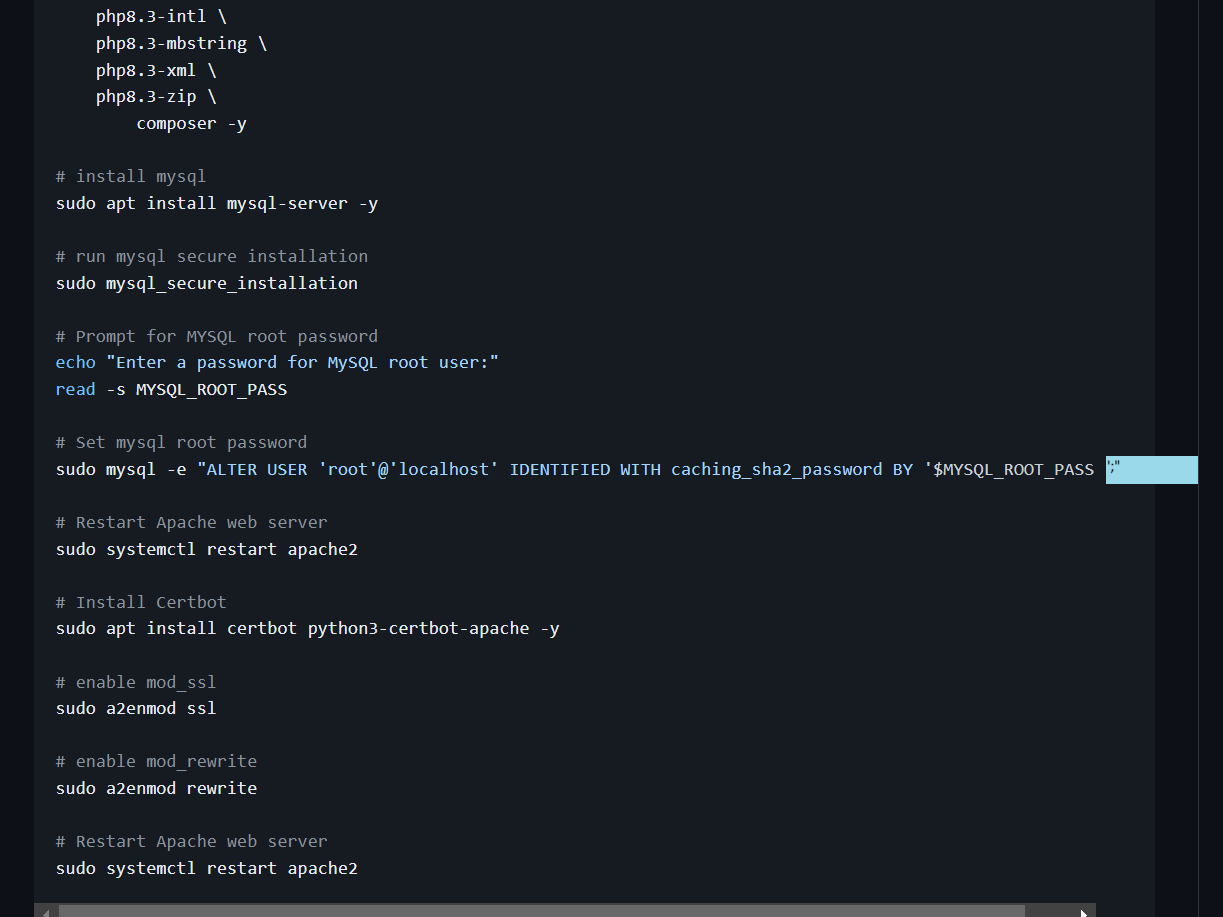 php8.3-intl \
php8.3-mbstring \
php8.3-xml \
php8.3-zip \
composer -y
# install mysql
sudo apt install mysql-server -y
# run mysql secure installation
sudo mysql_secure_installation
# Prompt for MYSQL root password
echo "Enter a password for MySQL root user:"
read -s MYSQL_ROOT_PASS
# Set mysql root password
sudo mysql -e "ALTER USER 'root'@'localhost' IDENTIFIED WITH caching_sha2_password BY '$MYSQL_ROOT_PASS ';"
# Restart Apache web server
sudo systemctl restart apache2
# Install Certbot
sudo apt install certbot python3-certbot-apache -y
# enable mod_ssl
sudo a2enmod ssl
# enable mod_rewrite
sudo a2enmod rewrite
# Restart Apache web server
sudo systemctl restart apache2